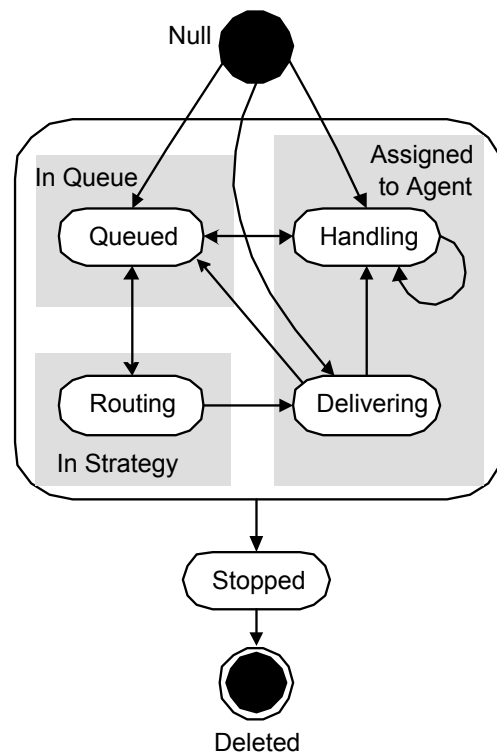 Null
In Queue
Assigned
to Agent
Queued
Handling
Routing
Delivering
In Strategy
Stopped
Deleted